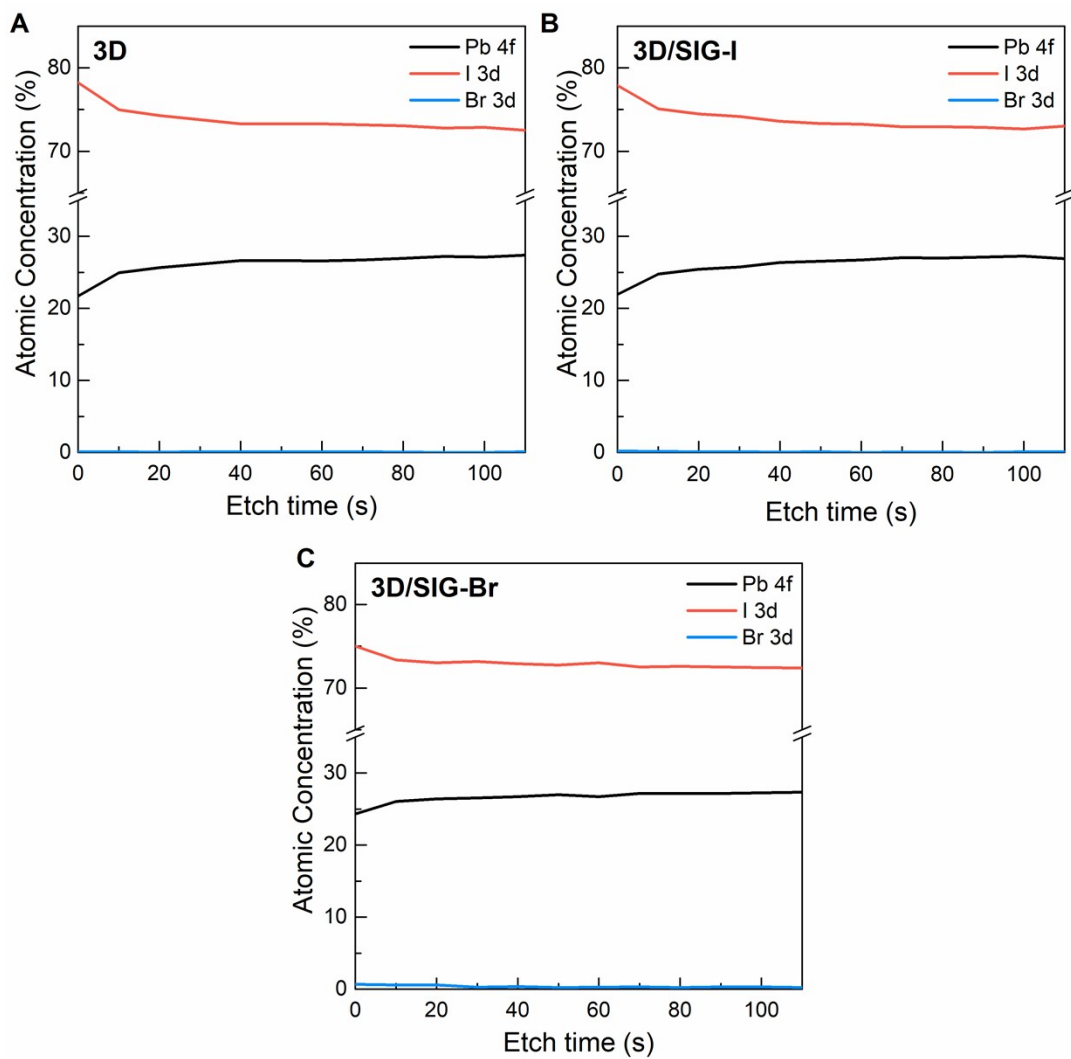 A
3D
Pb 4f
I 3d
Br 3d
80
70
30
20
10
0
Atomic Concentration (%)
0 20 40 60 80 100
Etch time (s)
B
3D/SIG-I
Pb 4f
I 3d
Br 3d
80
70
30
20
10
0
Atomic Concentration (%)
0 20 40 60 80 100
Etch time (s)
C
3D/SIG-Br
Pb 4f
I 3d
Br 3d
80
70
30
20
10
0
Atomic Concentration (%)
0 20 40 60 80 100
Etch time (s)